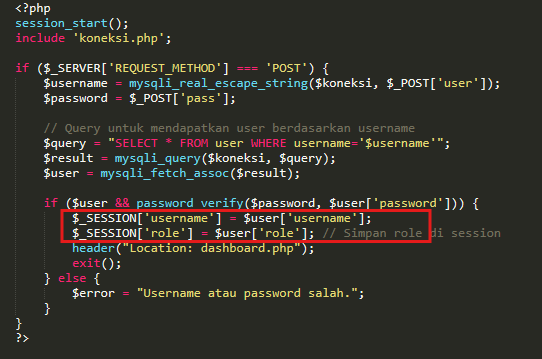 <?php
session_start();
include 'koneksi.php';
if ($_SERVER['REQUEST_METHOD'] === 'POST') {
$username = mysqli_real_escape_string($koneksi, $_POST['user']);
$password = $_POST['pass'];
// Query untuk mendapatkan user berdasarkan username
$query = "SELECT * FROM user WHERE username='$username'";
$result = mysqli_query($koneksi, $query);
$user = mysqli_fetch_assoc($result);
if ($user && password_verify($password, $user['password'])) {
$_SESSION['username'] = $user['username'];
$_SESSION['role'] = $user['role']; // Simpan role di session
header("Location: dashboard.php");
exit();
} else {
$error = "Username atau password salah.";
}
}
?>